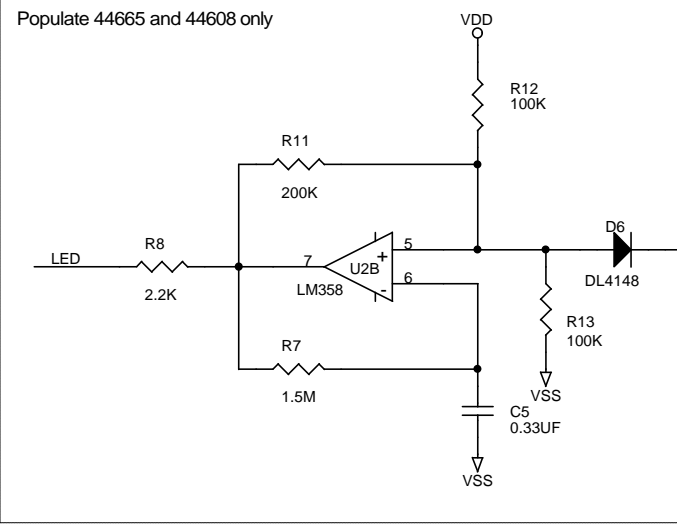 Populate 44665 and 44608 only
VDD
R12
100K
R11
200K
LED
R8
2.2K
7
U2B
LM358
+
-
5
6
D6
DL4148
R13
100K
VSS
R7
1.5M
C5
0.33UF
VSS